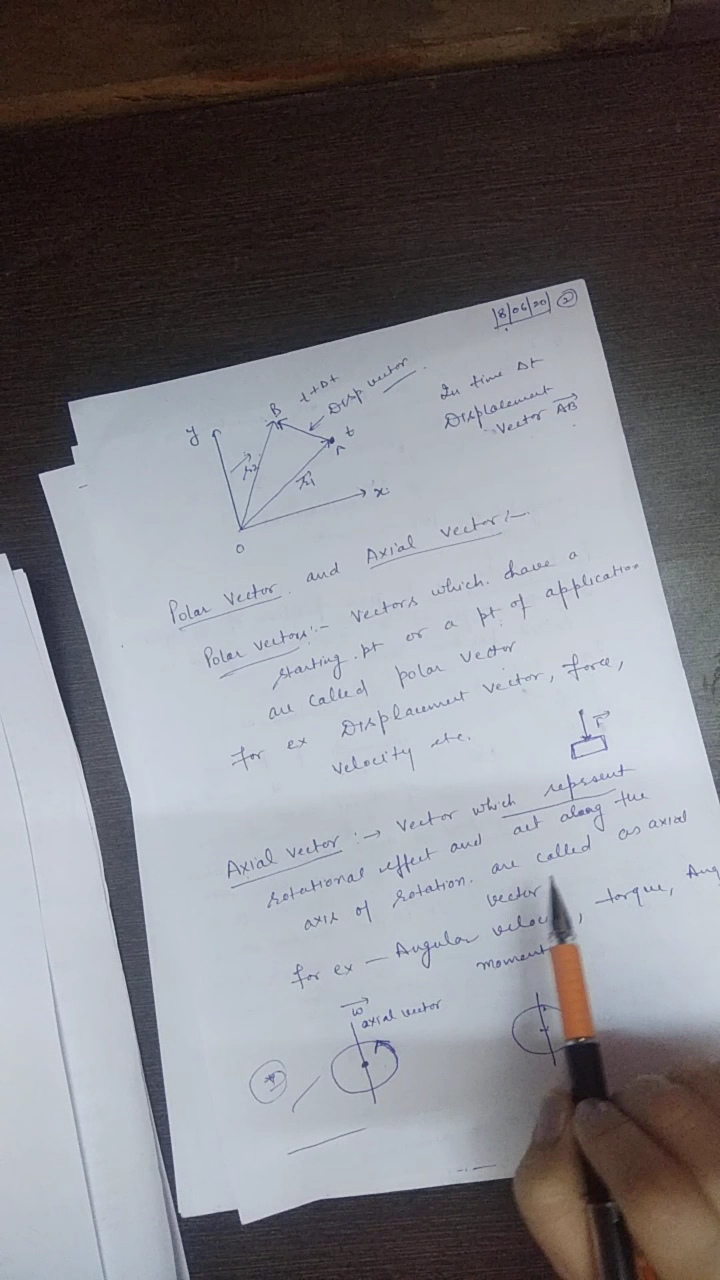 18/06/20 2
y
B
t+Δt
Disp vector
In time Δt
Displacement
vector AB
r2
r1
A
t
x
O
Polar Vector and Axial Vector:-
Polar vectors:- Vectors which have a
starting pt or a pt of application
are called polar vector
for ex Displacement vector, force,
velocity etc.
F
Axial vector :→ Vector which represent
rotational effect and act along the
axis of rotation. are called as axial
vector
for ex — Angular , torque, Ang
moment
ω
axial vector